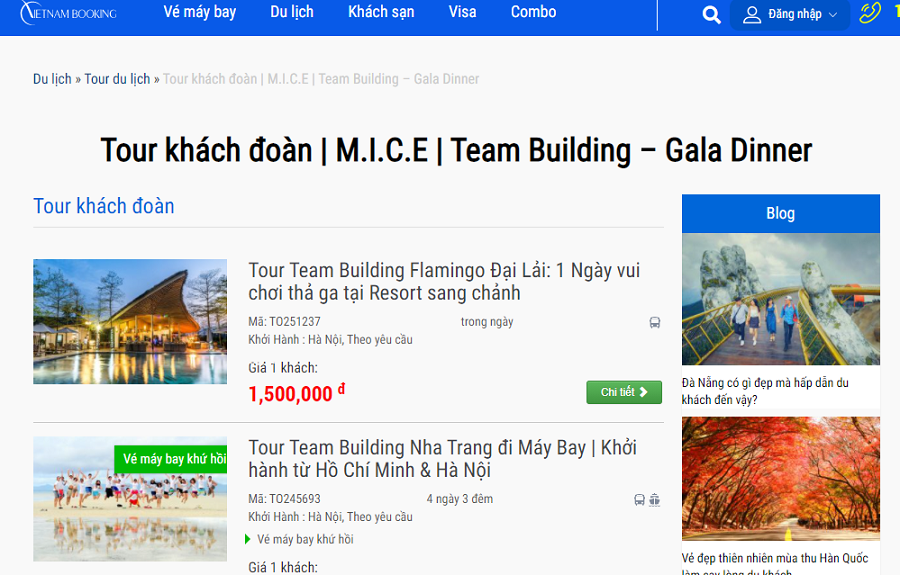 VIETNAM BOOKING
Vé máy bay
Du lịch
Khách sạn
Visa
Combo
Đăng nhập
Du lịch » Tour du lịch » Tour khách đoàn | M.I.C.E | Team Building – Gala Dinner
Tour khách đoàn | M.I.C.E | Team Building – Gala Dinner
Tour khách đoàn
Tour Team Building Flamingo Đại Lải: 1 Ngày vui
chơi thả ga tại Resort sang chảnh
Mã: TO251237
trong ngày
Khởi Hành : Hà Nội, Theo yêu cầu
Giá 1 khách:
1,500,000 đ
Chi tiết
Vé máy bay khứ hồi
Tour Team Building Nha Trang đi Máy Bay | Khởi
hành từ Hồ Chí Minh & Hà Nội
Mã: TO245693
4 ngày 3 đêm
Khởi Hành : Hà Nội, Theo yêu cầu
Vé máy bay khứ hồi
Giá 1 khách:
Blog
Đà Nẵng có gì đẹp mà hấp dẫn du
khách đến vậy?
Vẻ đẹp thiên nhiên mùa thu Hàn Quốc
làm say lòng du khách